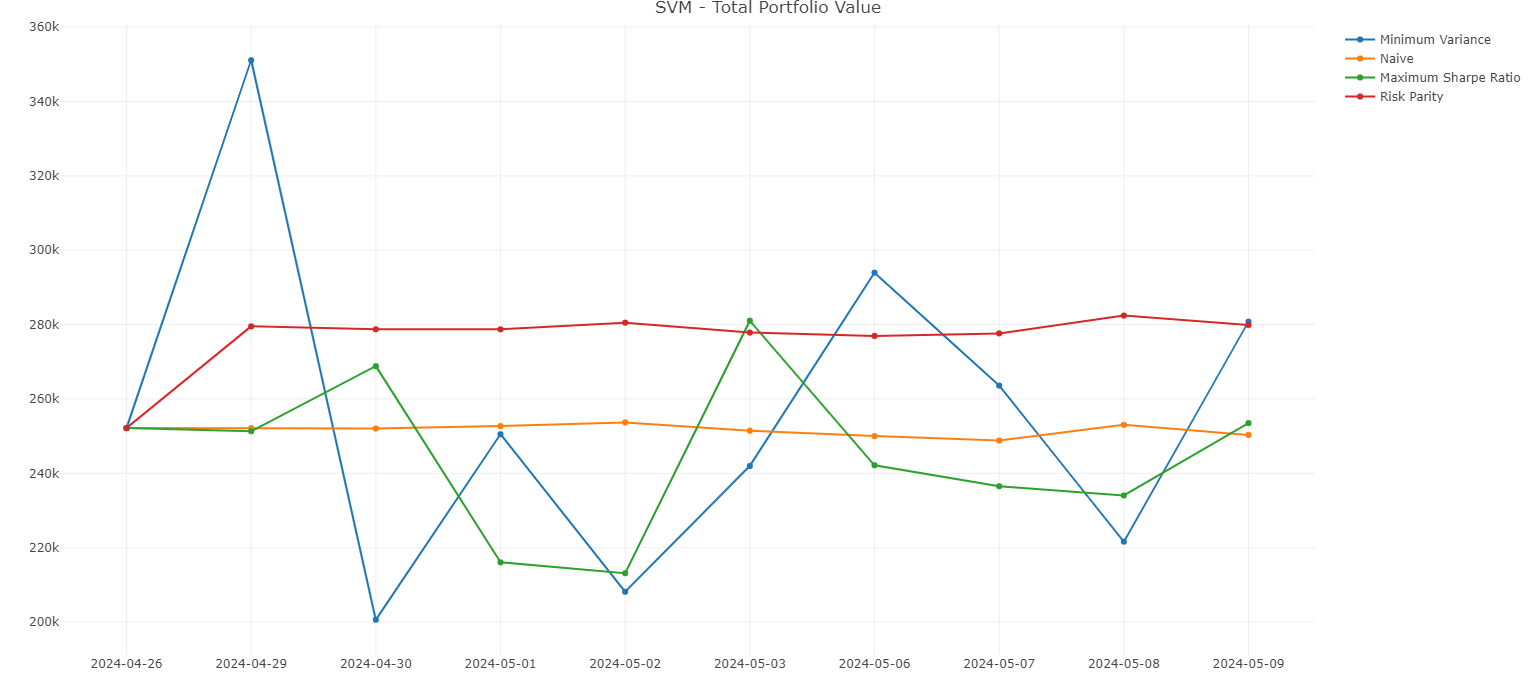 SVM - Total Portfolio Value
360k
340k
320k
300k
280k
260k
240k
220k
200k
2024-04-26
2024-04-29
2024-04-30
2024-05-01
2024-05-02
2024-05-03
2024-05-06
2024-05-07
2024-05-08
2024-05-09
Minimum Variance
Naive
Maximum Sharpe Ratio
Risk Parity